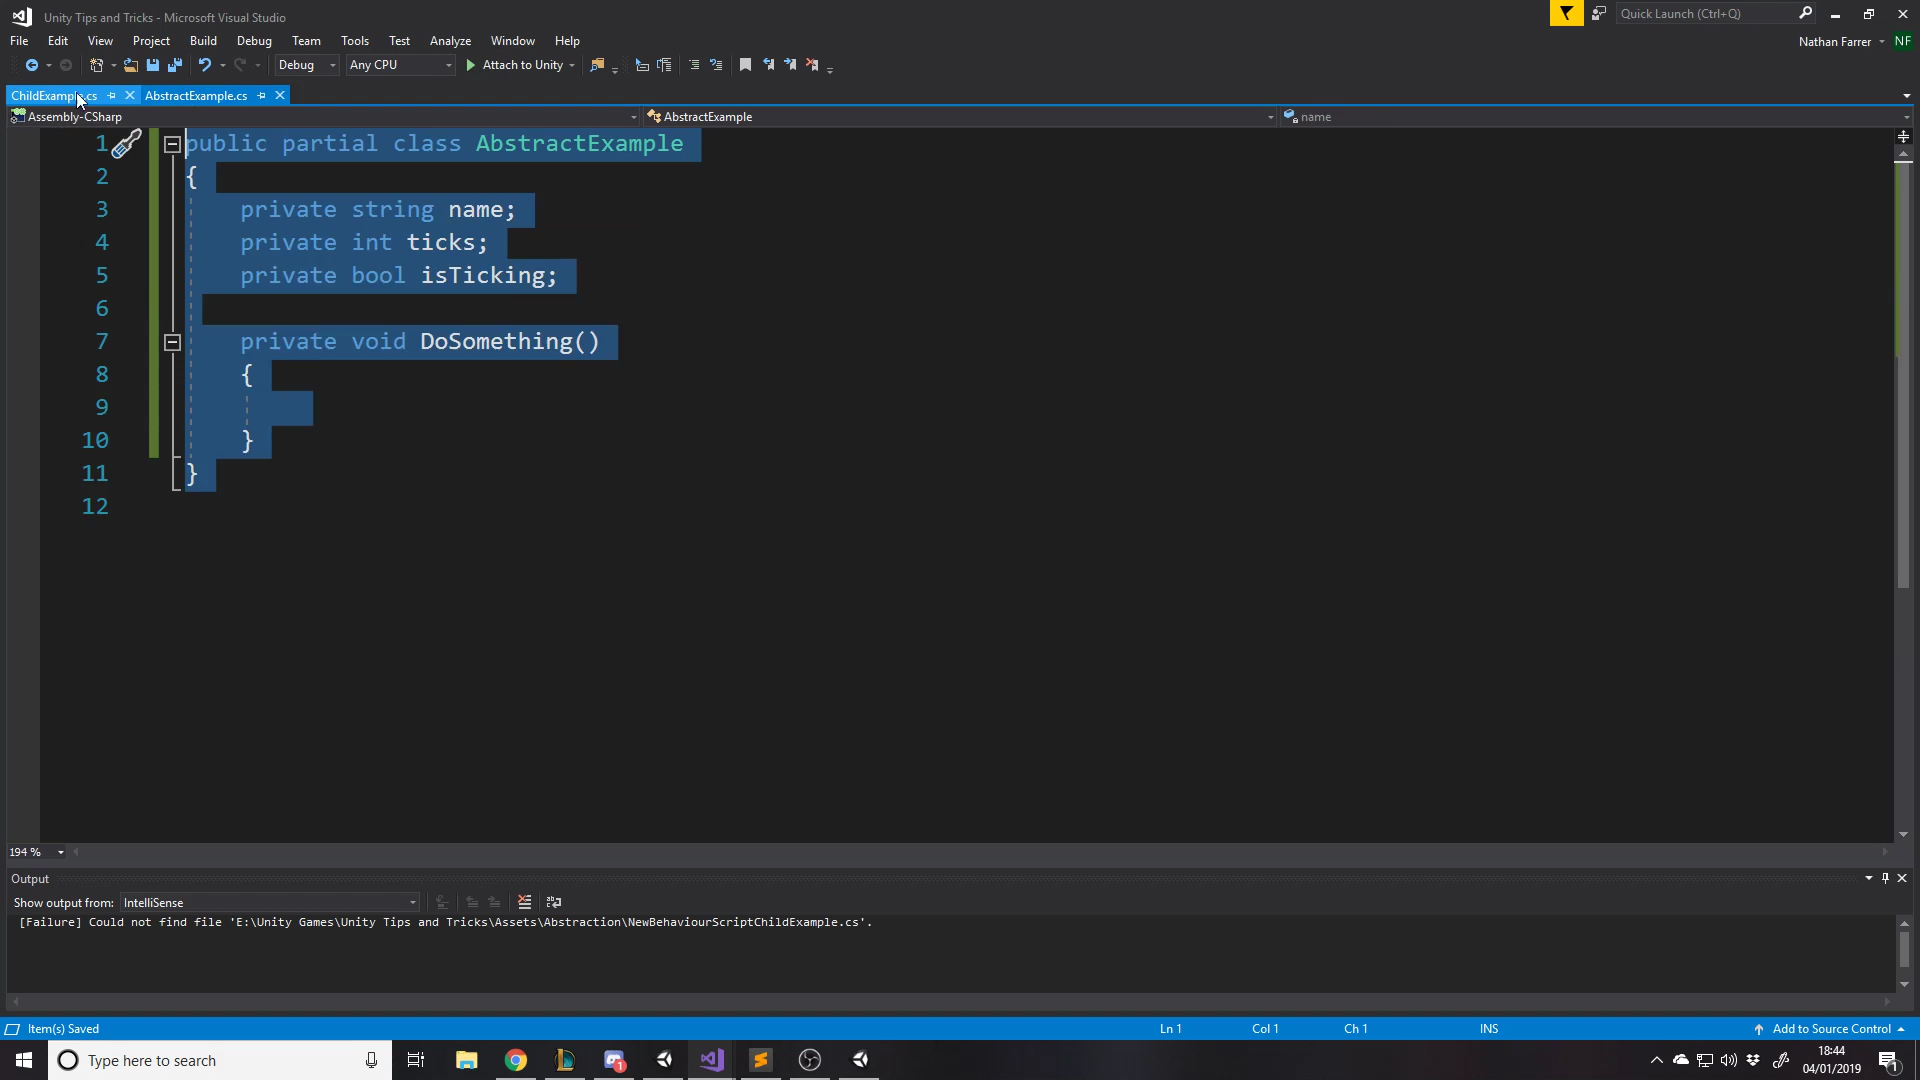 Unity Tips and Tricks - Microsoft Visual Studio
Quick Launch (Ctrl+Q)
File Edit View Project Build Debug Team Tools Test Analyze Window Help
Nathan Farrer NF
Debug Any CPU Attach to Unity
ChildExample.cs AbstractExample.cs
Assembly-CSharp AbstractExample name
1 public partial class AbstractExample
2 {
3 private string name;
4 private int ticks;
5 private bool isTicking;
6
7 private void DoSomething()
8 {
9
10 }
11 }
12
194 %
Output
Show output from: IntelliSense
[Failure] Could not find file 'E:\Unity Games\Unity Tips and Tricks\Assets\Abstraction\NewBehaviourScriptChildExample.cs'.
Item(s) Saved Ln 1 Col 1 Ch 1 INS Add to Source Control
Type here to search
1
18:44
04/01/2019
1